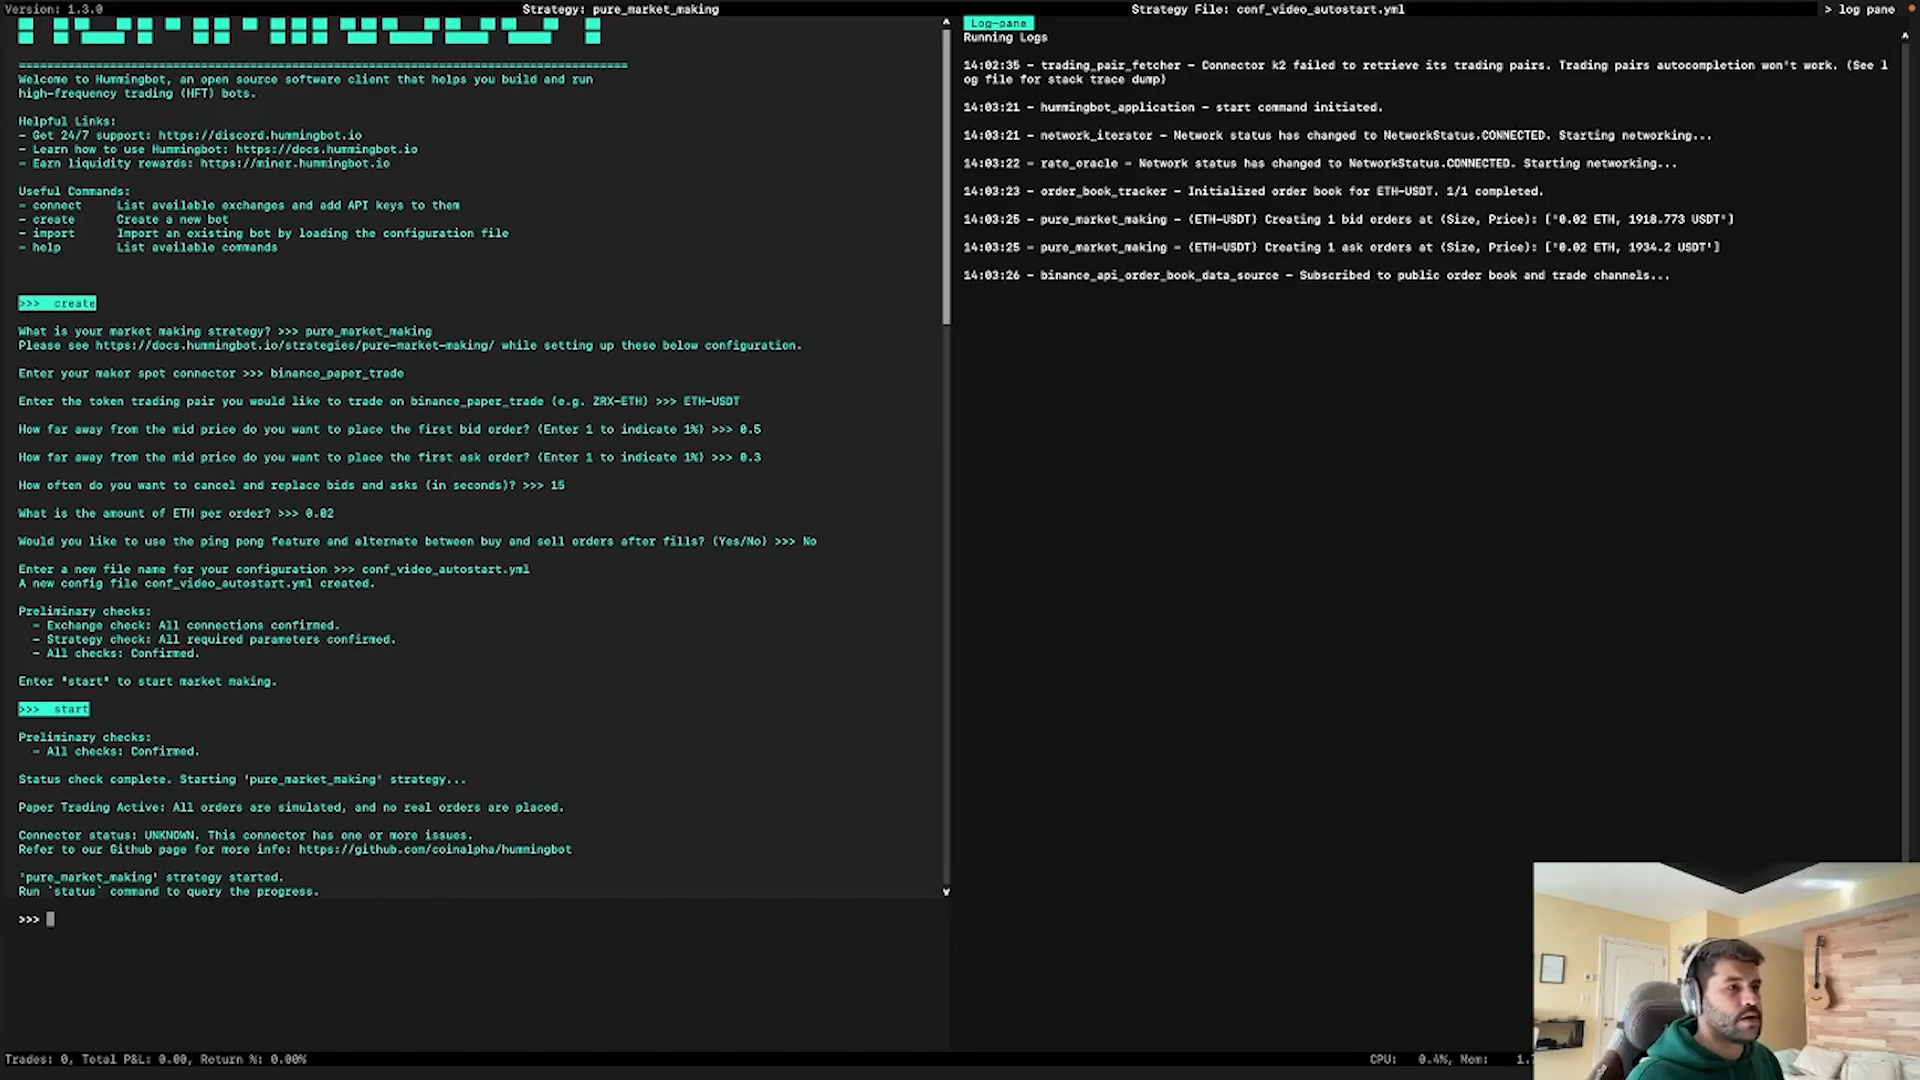 Version: 1.3.0
Strategy: pure_market_making
Strategy File: conf_video_autostart.yml
> log pane
Welcome to Hummingbot, an open source software client that helps you build and run
high-frequency trading (HFT) bots.
Helpful Links:
- Get 24/7 support: https://discord.hummingbot.io
- Learn how to use Hummingbot: https://docs.hummingbot.io
- Earn liquidity rewards: https://miner.hummingbot.io
Useful Commands:
- connect List available exchanges and add API keys to them
- create Create a new bot
- import Import an existing bot by loading the configuration file
- help List available commands
>>> create
What is your market making strategy? >>> pure_market_making
Please see https://docs.hummingbot.io/strategies/pure-market-making/ while setting up these below configuration.
Enter your maker spot connector >>> binance_paper_trade
Enter the token trading pair you would like to trade on binance_paper_trade (e.g. ZRX-ETH) >>> ETH-USDT
How far away from the mid price do you want to place the first bid order? (Enter 1 to indicate 1%) >>> 0.5
How far away from the mid price do you want to place the first ask order? (Enter 1 to indicate 1%) >>> 0.3
How often do you want to cancel and replace bids and asks (in seconds)? >>> 15
What is the amount of ETH per order? >>> 0.02
Would you like to use the ping pong feature and alternate between buy and sell orders after fills? (Yes/No) >>> No
Enter a new file name for your configuration >>> conf_video_autostart.yml
A new config file conf_video_autostart.yml created.
Preliminary checks:
- Exchange check: All connections confirmed.
- Strategy check: All required parameters confirmed.
- All checks: Confirmed.
Enter "start" to start market making.
>>> start
Preliminary checks:
- All checks: Confirmed.
Status check complete. Starting 'pure_market_making' strategy...
Paper Trading Active: All orders are simulated, and no real orders are placed.
Connector status: UNKNOWN. This connector has one or more issues.
Refer to our Github page for more info: https://github.com/coinalpha/hummingbot
'pure_market_making' strategy started.
Run `status` command to query the progress.
>>>
Log-pane
Running Logs
14:02:35 - trading_pair_fetcher - Connector k2 failed to retrieve its trading pairs. Trading pairs autocompletion won't work. (See l
og file for stack trace dump)
14:03:21 - hummingbot_application - start command initiated.
14:03:21 - network_iterator - Network status has changed to NetworkStatus.CONNECTED. Starting networking...
14:03:22 - rate_oracle - Network status has changed to NetworkStatus.CONNECTED. Starting networking...
14:03:23 - order_book_tracker - Initialized order book for ETH-USDT. 1/1 completed.
14:03:25 - pure_market_making - (ETH-USDT) Creating 1 bid orders at (Size, Price): ['0.02 ETH, 1918.773 USDT']
14:03:25 - pure_market_making - (ETH-USDT) Creating 1 ask orders at (Size, Price): ['0.02 ETH, 1934.2 USDT']
14:03:26 - binance_api_order_book_data_source - Subscribed to public order book and trade channels...
Trades: 0, Total P&L: 0.00, Return %: 0.00%
CPU: 0.4%, Mem: